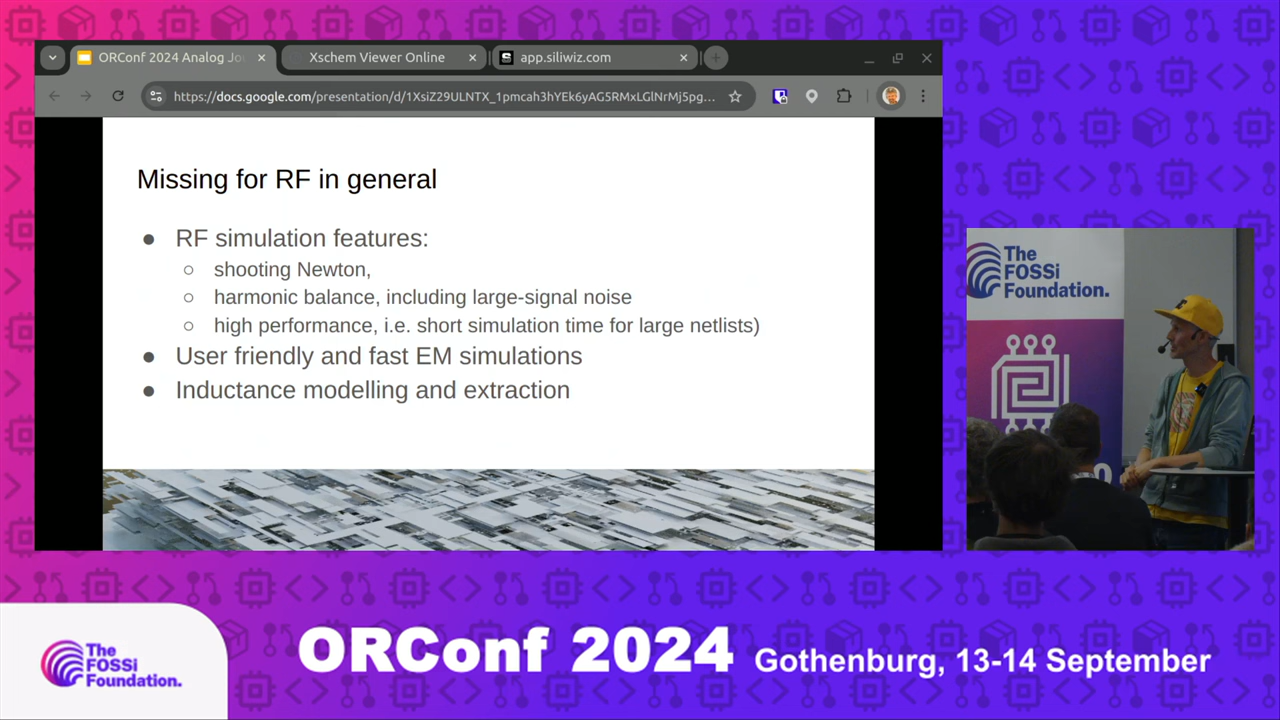 ORConf 2024 Analog Jou
Xschem Viewer Online
app.siliwiz.com
https://docs.google.com/presentation/d/1XsiZ29ULNTX_1pmcah3hYEk6yAG5RMxLGlNrMj5pg...
Missing for RF in general
● RF simulation features:
○ shooting Newton,
○ harmonic balance, including large-signal noise
○ high performance, i.e. short simulation time for large netlists)
● User friendly and fast EM simulations
● Inductance modelling and extraction
The
FOSSi
Foundation.
The
FOSSi
Foundation.
ORConf 2024 Gothenburg, 13-14 September